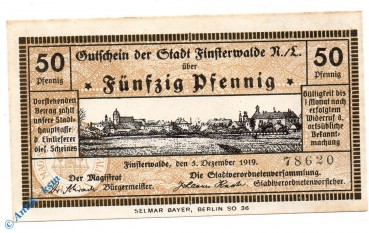 50 Pfennig
Gutschein der Stadt Finsterwalde N./L.
über
Fünfzig Pfennig
50 Pfennig
Vorstehenden
Betrag zahlt
unsere Stadt-
hauptkasse
d. Einlieferer
dies. Scheines
Gültigkeit bis
1 Monat nach
erfolgtem
Widerruf d.
ortsübliche
Bekannt-
machung
Finsterwalde, den 5. Dezember 1919.
78620
Der Magistrat
Die Stadtverordnetenversammlung.
Bürgermeister.
Stadtverordnetenvorsteher.
SELMAR BAYER, BERLIN SO 36